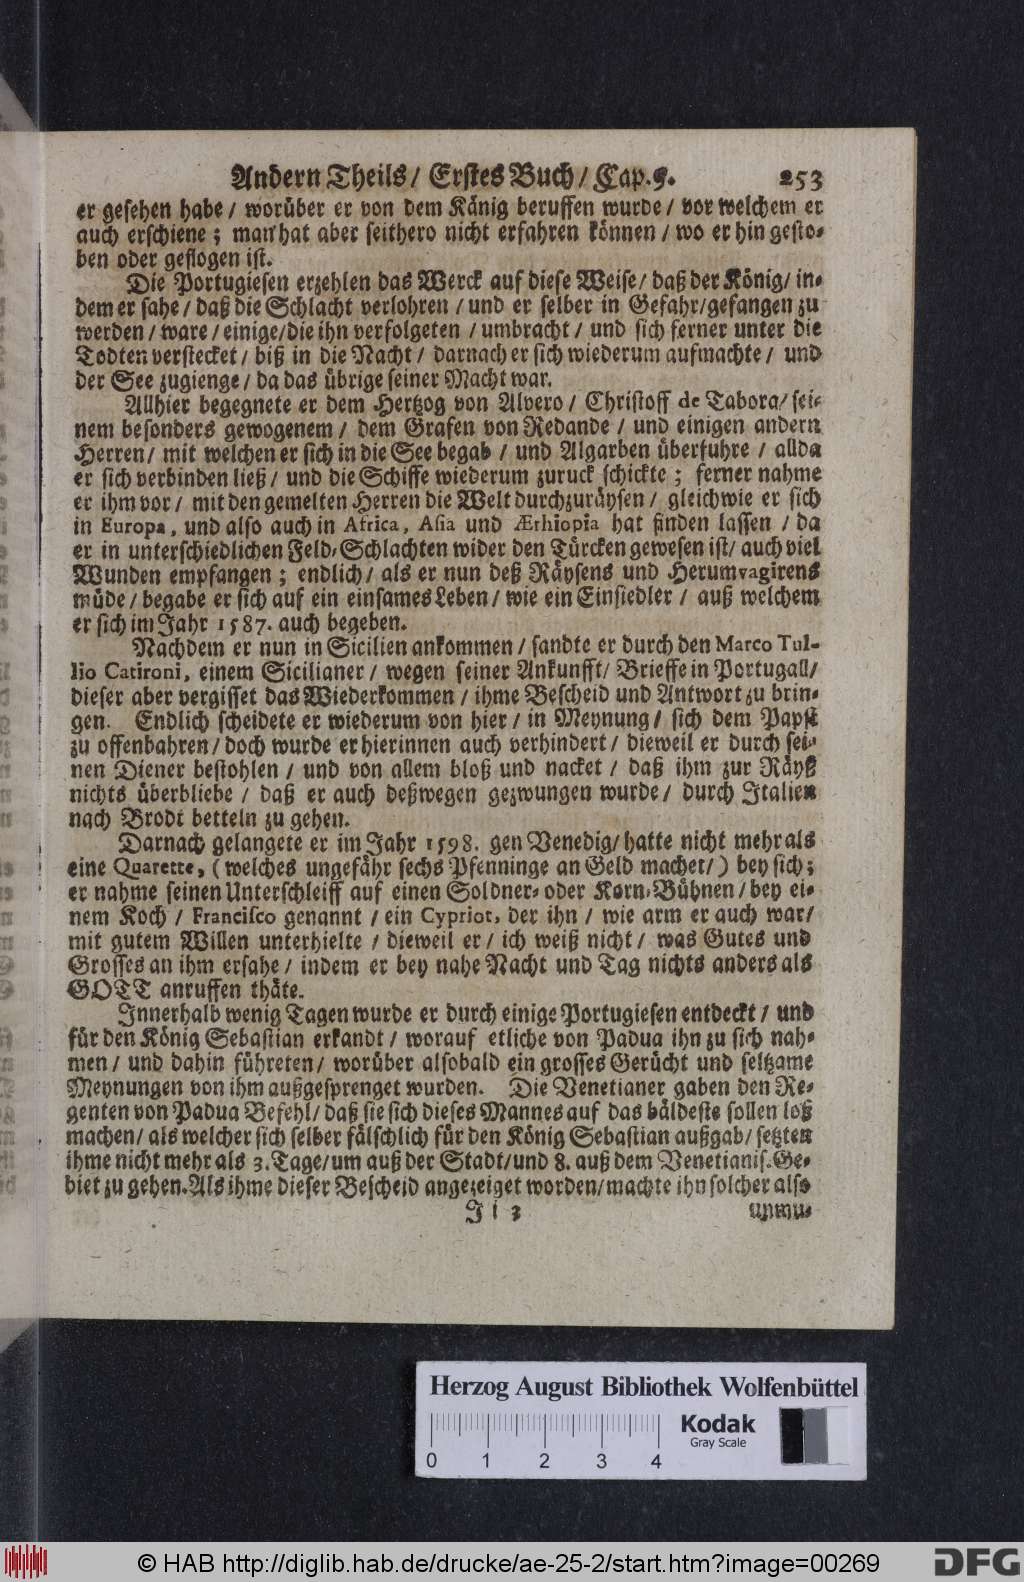 Andern Theils/ Erstes Buch/ Cap. 9. 253
er gesehen habe / worüber er von dem Känig beruffen wurde / vor welchem er
auch erschiene ; man hat aber seithero nicht erfahren können / wo er hin gesto-
ben oder geflogen ist.
Die Portugiesen erzehlen das Werck auf diese Weise / daß der König / in-
dem er sahe / daß die Schlacht verlohren / und er selber in Gefahr / gefangen zu
werden / ware / einige / die ihn verfolgeten / umbracht / und sich ferner unter die
Todten verstecket / biß in die Nacht / darnach er sich wiederum aufmachte / und
der See zugienge / da das übrige seiner Macht war.
Allhier begegnete er dem Hertzog von Alvero / Christoff de Tabora / sei-
nem besonders gewogenem / dem Grafen von Redande / und einigen andern
Herren / mit welchen er sich in die See begab / und Algarben überfuhre / allda
er sich verbinden ließ / und die Schiffe wiederum zuruck schickte ; ferner nahme
er ihm vor / mit den gemelten Herren die Welt durchzuräysen / gleichwie er sich
in Europa, und also auch in Africa, Asia und Æthiopia hat finden lassen / da
er in unterschiedlichen Feld-Schlachten wider den Türcken gewesen ist / auch viel
Wunden empfangen ; endlich / als er nun deß Räysens und Herumvagirens
müde / begabe er sich auf ein einsames Leben / wie ein Einsiedler / auß welchem
er sich im Jahr 1587. auch begeben.
Nachdem er nun in Sicilien ankommen / sandte er durch den Marco Tul-
lio Catironi, einem Sicilianer / wegen seiner Ankunfft / Brieffe in Portugall /
dieser aber vergisset das Wiederkommen / ihme Bescheid und Antwort zu brin-
gen. Endlich scheidete er wiederum von hier / in Meynung / sich dem Papst
zu offenbahren / doch wurde er hierinnen auch verhindert / dieweil er durch sei-
nen Diener bestohlen / und von allem bloß und nacket / daß ihm zur Räyß
nichts überbliebe / daß er auch deßwegen gezwungen wurde / durch Italien
nach Brodt betteln zu gehen.
Darnach gelangete er im Jahr 1598. gen Venedig / hatte nicht mehr als
eine Quarette, ( welches ungefähr sechs Pfenninge an Geld machet / ) bey sich ;
er nahme seinen Unterschleiff auf einen Soldner- oder Korn-Bühnen / bey ei-
nem Koch / Francisco genannt / ein Cypriot, der ihn / wie arm er auch war /
mit gutem Willen unterhielte / dieweil er / ich weiß nicht / was Gutes und
Grosses an ihm ersahe / indem er bey nahe Nacht und Tag nichts anders als
GOTT anruffen thäte.
Innerhalb wenig Tagen wurde er durch einige Portugiesen entdeckt / und
für den König Sebastian erkandt / worauf etliche von Padua ihn zu sich nah-
men / und dahin führeten / worüber alsobald ein grosses Gerücht und seltzame
Meynungen von ihm außgesprenget wurden. Die Venetianer gaben den Re-
genten von Padua Befehl / daß sie sich dieses Mannes auf das bäldeste sollen loß
machen / als welcher sich selber fälschlich für den König Sebastian außgab / setzten
ihme nicht mehr als 3. Tage / um auß der Stadt / und 8. auß dem Venetianis. Ge-
biet zu gehen. Als ihme dieser Bescheid angezeiget worden / machte ihn solcher also
J i 3 unmu-
Herzog August Bibliothek Wolfenbüttel
Kodak
Gray Scale
0 1 2 3 4
© HAB http://diglib.hab.de/drucke/ae-25-2/start.htm?image=00269
DFG